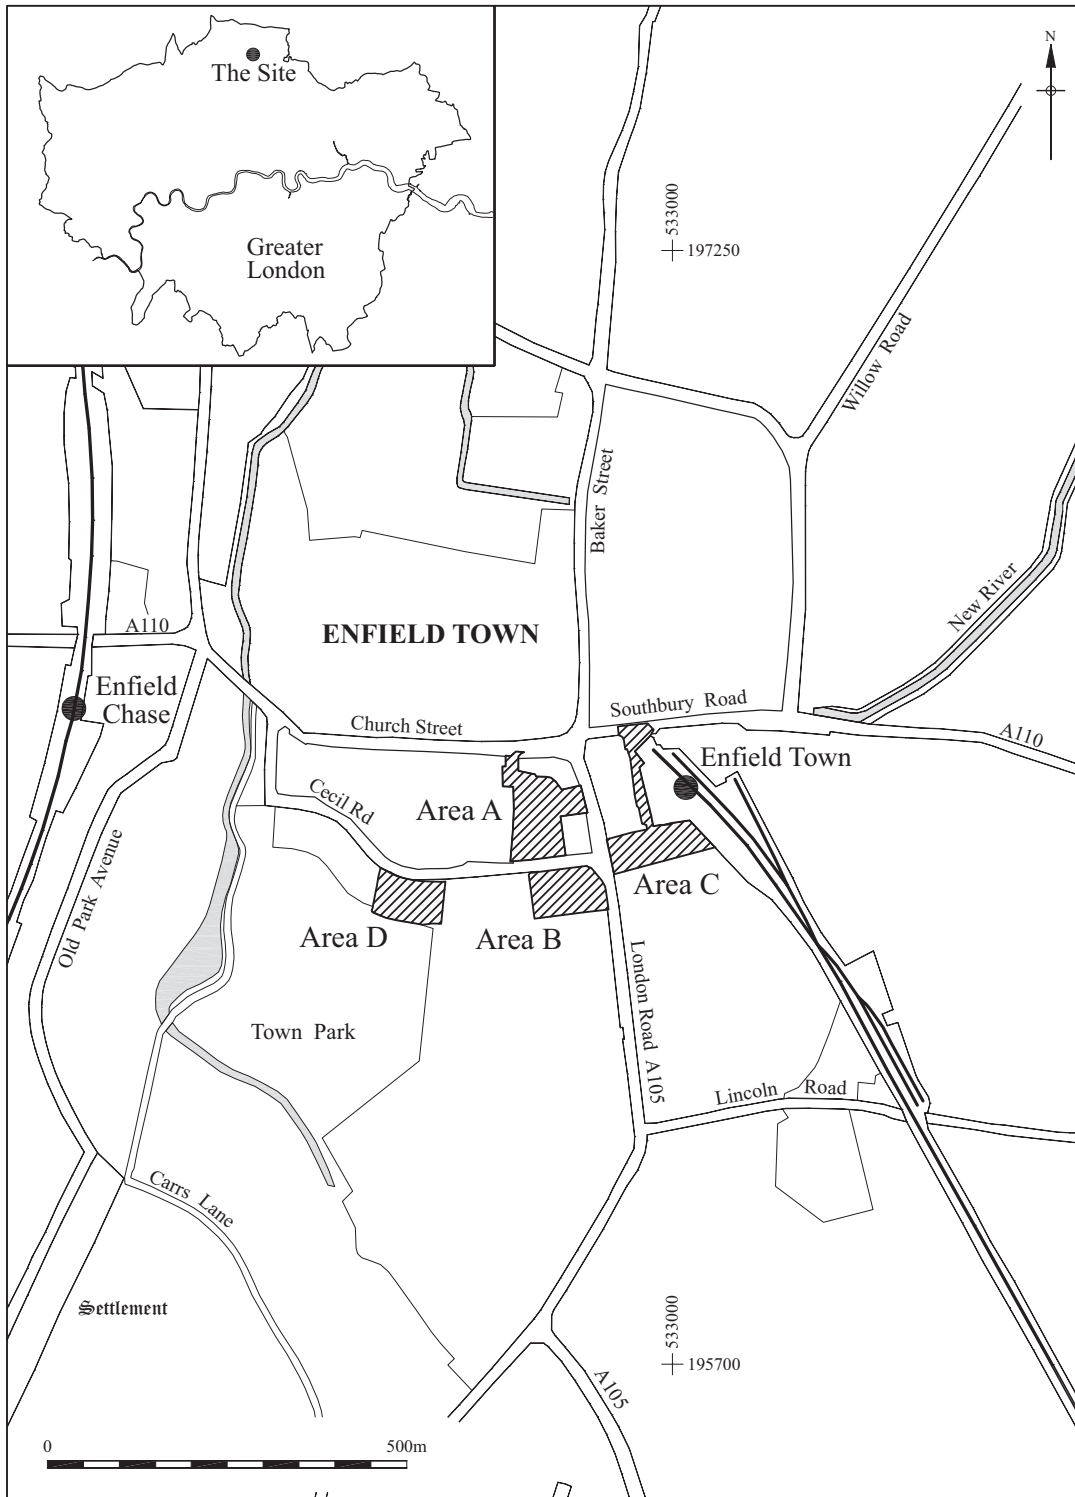 The Site
Greater
London
N
533000
197250
Willow Road
Baker Street
New River
A110
ENFIELD TOWN
Enfield
Chase
Southbury Road
Church Street
A110
Enfield Town
Cecil Rd
Area A
Area C
Old Park Avenue
Area D
Area B
London Road A105
Town Park
Lincoln Road
Carrs Lane
Settlement
533000
195700
A105
0 500m